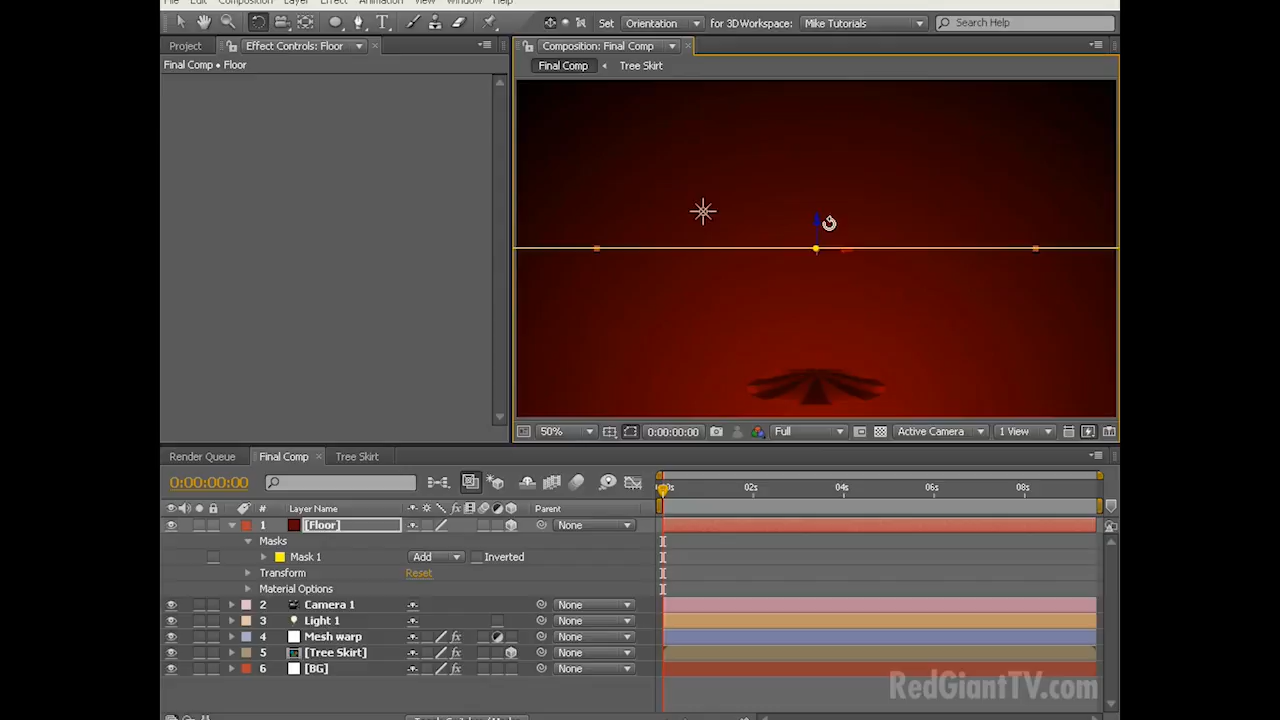 File Edit Composition Layer Effect Animation View Window Help
Set Orientation for 3D Workspace: Mike Tutorials Search Help
Project Effect Controls: Floor Composition: Final Comp
Final Comp • Floor Final Comp Tree Skirt
50% 0:00:00:00 Full Active Camera 1 View
Render Queue Final Comp Tree Skirt
0:00:00:00 02s 04s 06s 08s
# Layer Name Parent
1 [Floor] None
Masks
Mask 1 Add Inverted
Transform Reset
Material Options
2 Camera 1 None
3 Light 1 None
4 Mesh warp None
5 [Tree Skirt] None
6 [BG] None
RedGiantTV.com